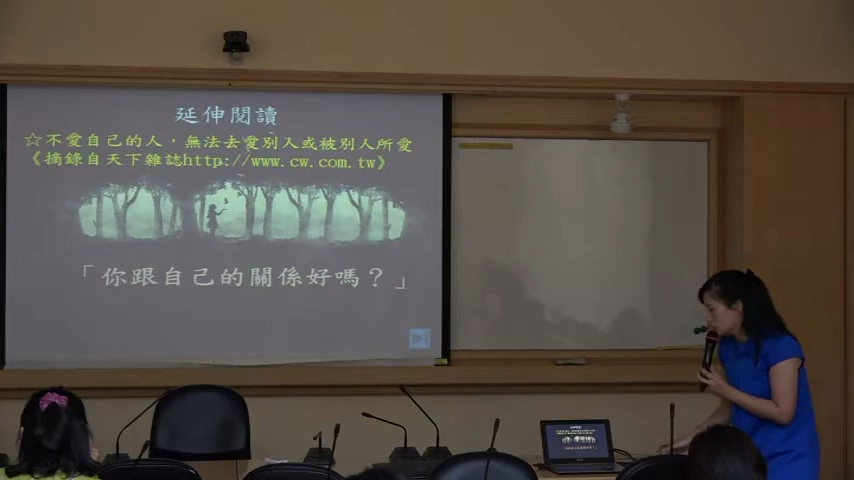 延伸閱讀
☆不愛自己的人，無法去愛別人或被別人所愛
《摘錄自天下雜誌http://www.cw.com.tw》
「你跟自己的關係好嗎？」